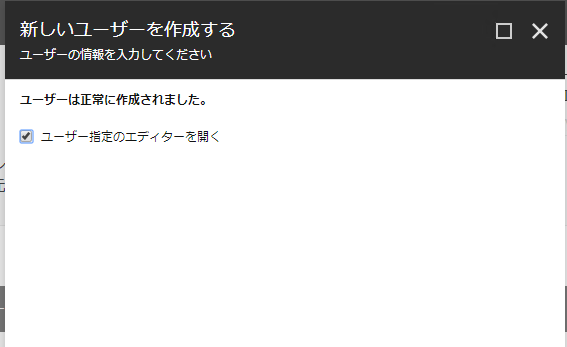 新しいユーザーを作成する
ユーザーの情報を入力してください
ユーザーは正常に作成されました。
ユーザー指定のエディターを開く